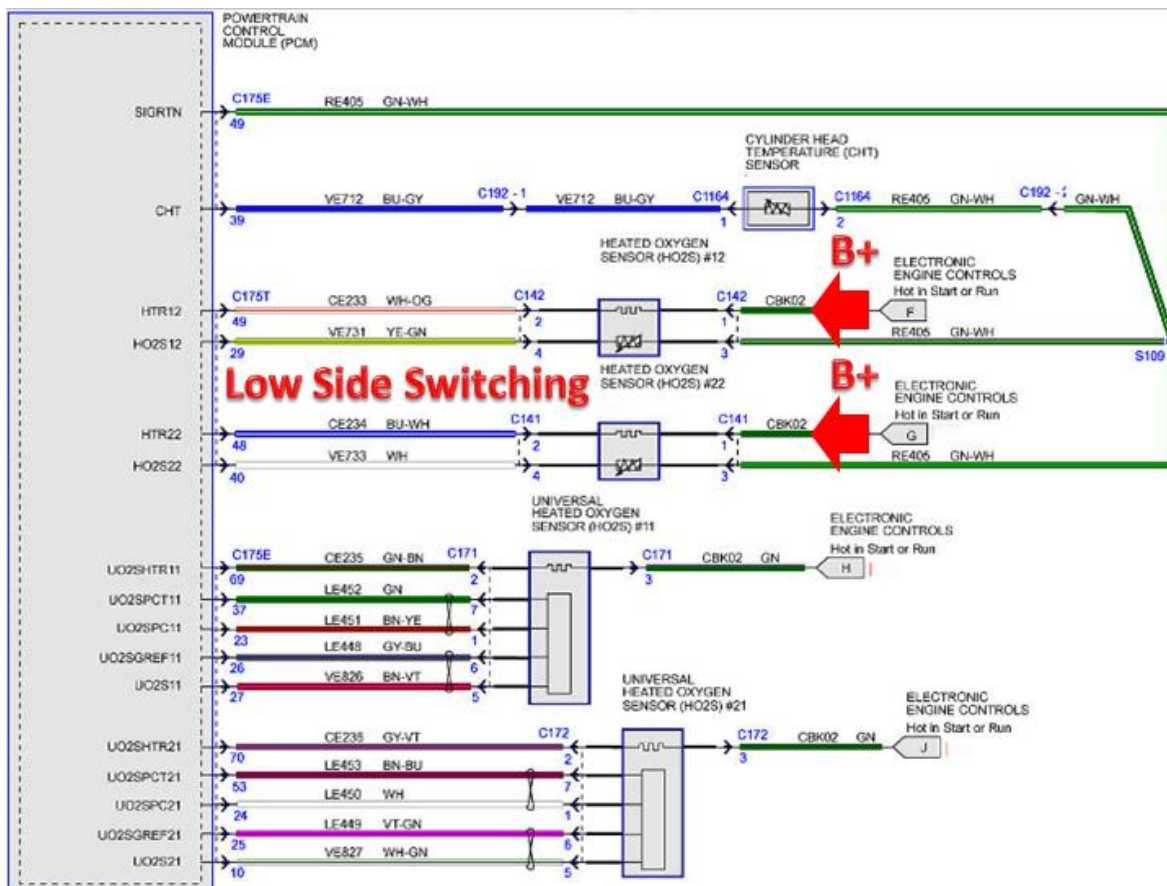 POWERTRAIN
CONTROL
MODULE (PCM)
SIGRTN
C175E
49
RE405 GN-WH
CYLINDER HEAD
TEMPERATURE (CHT)
SENSOR
CHT
39
VE712 BU-GY
C192 - 1
VE712 BU-GY
C1164
1
C1164
2
RE405 GN-WH
C192 - 2
GN-WH
HEATED OXYGEN
SENSOR (HO2S) #12
B+
ELECTRONIC
ENGINE CONTROLS
Hot in Start or Run
HTR12
C175T
49
CE233 WH-OG
C142
2
C142
1
CBK02
F
HO2S12
29
VE731 YE-GN
4
3
RE405 GN-WH
S109
Low Side Switching
HEATED OXYGEN
SENSOR (HO2S) #22
B+
ELECTRONIC
ENGINE CONTROLS
Hot in Start or Run
HTR22
48
CE234 BU-WH
C141
2
C141
1
CBK02
G
HO2S22
40
VE733 WH
4
3
RE405 GN-WH
UNIVERSAL
HEATED OXYGEN
SENSOR (HO2S) #11
ELECTRONIC
ENGINE CONTROLS
Hot in Start or Run
UO2SHTR11
C175E
69
CE235 GN-BN
C171
2
C171
3
CBK02 GN
H
UO2SPCT11
37
LE452 GN
7
UO2SPC11
23
LE451 BN-YE
1
UO2SGREF11
26
LE448 GY-BU
6
UO2S11
27
VE826 BN-VT
5
UNIVERSAL
HEATED OXYGEN
SENSOR (HO2S) #21
ELECTRONIC
ENGINE CONTROLS
Hot in Start or Run
UO2SHTR21
70
CE236 GY-VT
C172
2
C172
3
CBK02 GN
J
UO2SPCT21
53
LE453 BN-BU
7
UO2SPC21
24
LE450 WH
1
UO2SGREF21
25
LE449 VT-GN
6
UO2S21
10
VE827 WH-GN
5